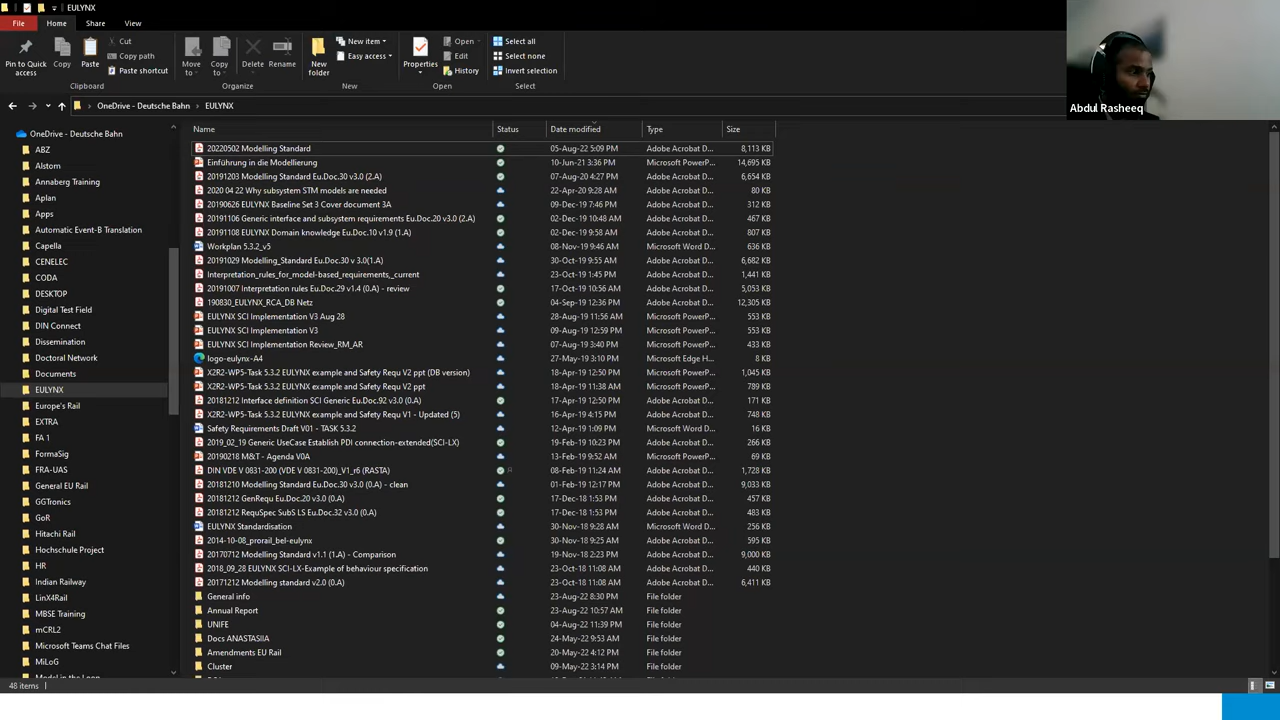 EULYNX
File Home Share View
Pin to Quick access
Copy
Paste
Cut
Copy path
Paste shortcut
Move to
Copy to
Delete
Rename
New folder
New item
Easy access
Properties
Open
Edit
History
Select all
Select none
Invert selection
Clipboard Organize New Open Select
Abdul Rasheeq
OneDrive - Deutsche Bahn > EULYNX
Name Status Date modified Type Size
OneDrive - Deutsche Bahn
ABZ
Alstom
Annaberg Training
Aplan
Apps
Automatic Event-B Translation
Capella
CENELEC
CODA
DESKTOP
Digital Test Field
DIN Connect
Dissemination
Doctoral Network
Documents
EULYNX
Europe's Rail
EXTRA
FA 1
FormaSig
FRA-UAS
General EU Rail
GGTronics
GoR
Hitachi Rail
Hochschule Project
HR
Indian Railway
LinX4Rail
MBSE Training
mCRL2
Microsoft Teams Chat Files
MiLoG
Model in the Loop
20220502 Modelling Standard 05-Aug-22 5:09 PM Adobe Acrobat D... 8,113 KB
Einführung in die Modellierung 10-Jun-21 3:36 PM Microsoft PowerP... 14,695 KB
20191203 Modelling Standard Eu.Doc.30 v3.0 (2.A) 07-Aug-20 4:27 PM Adobe Acrobat D... 6,654 KB
2020 04 22 Why subsystem STM models are needed 22-Apr-20 9:28 AM Adobe Acrobat D... 80 KB
20190626 EULYNX Baseline Set 3 Cover document 3A 09-Dec-19 7:46 PM Adobe Acrobat D... 312 KB
20191106 Generic interface and subsystem requirements Eu.Doc.20 v3.0 (2.A) 02-Dec-19 10:48 AM Adobe Acrobat D... 467 KB
20191108 EULYNX Domain knowledge Eu.Doc.10 v1.9 (1.A) 02-Dec-19 9:58 AM Adobe Acrobat D... 807 KB
Workplan 5.3.2_v5 08-Nov-19 9:46 AM Microsoft Word D... 636 KB
20191029 Modelling_Standard Eu.Doc.30 v 3.0(1.A) 30-Oct-19 9:55 AM Adobe Acrobat D... 6,682 KB
Interpretation_rules_for_model-based_requirements,_current 23-Oct-19 1:45 PM Adobe Acrobat D... 1,441 KB
20191007 Interpretation rules Eu.Doc.29 v1.4 (0.A) - review 17-Oct-19 10:56 AM Adobe Acrobat D... 5,053 KB
190830_EULYNX_RCA_DB Netz 04-Sep-19 12:36 PM Adobe Acrobat D... 12,305 KB
EULYNX SCI Implementation V3 Aug 28 28-Aug-19 11:56 AM Microsoft PowerP... 553 KB
EULYNX SCI Implementation V3 09-Aug-19 12:59 PM Microsoft PowerP... 553 KB
EULYNX SCI Implementation Review_RM_AR 07-Aug-19 3:40 PM Microsoft PowerP... 433 KB
logo-eulynx-A4 27-May-19 3:10 PM Microsoft Edge H... 8 KB
X2R2-WP5-Task 5.3.2 EULYNX example and Safety Requ V2 ppt (DB version) 18-Apr-19 12:50 PM Microsoft PowerP... 1,045 KB
X2R2-WP5-Task 5.3.2 EULYNX example and Safety Requ V2 ppt 18-Apr-19 11:38 AM Microsoft PowerP... 789 KB
20181212 Interface definition SCI Generic Eu.Doc.92 v3.0 (0.A) 17-Apr-19 12:50 PM Adobe Acrobat D... 171 KB
X2R2-WP5-Task 5.3.2 EULYNX example and Safety Requ V1 - Updated (5) 16-Apr-19 4:15 PM Microsoft PowerP... 748 KB
Safety Requirements Draft V01 - TASK 5.3.2 12-Apr-19 1:09 PM Microsoft Word D... 16 KB
2019_02_19 Generic UseCase Establish PDI connection-extended(SCI-LX) 19-Feb-19 10:23 PM Adobe Acrobat D... 266 KB
20190218 M&T - Agenda V0A 13-Feb-19 9:52 AM Microsoft PowerP... 69 KB
DIN VDE V 0831-200 (VDE V 0831-200)_V1_r6 (RASTA) 08-Feb-19 11:24 AM Adobe Acrobat D... 1,728 KB
20181210 Modelling Standard Eu.Doc.30 v3.0 (0.A) - clean 01-Feb-19 12:17 PM Adobe Acrobat D... 9,033 KB
20181212 GenRequ Eu.Doc.20 v3.0 (0.A) 17-Dec-18 1:53 PM Adobe Acrobat D... 457 KB
20181212 RequSpec SubS LS Eu.Doc.32 v3.0 (0.A) 17-Dec-18 1:53 PM Adobe Acrobat D... 483 KB
EULYNX Standardisation 30-Nov-18 9:28 AM Microsoft Word D... 256 KB
2014-10-08_prorail_bel-eulynx 30-Nov-18 9:25 AM Adobe Acrobat D... 595 KB
20170712 Modelling Standard v1.1 (1.A) - Comparison 19-Nov-18 2:23 PM Adobe Acrobat D... 9,000 KB
2018_09_28 EULYNX SCI-LX-Example of behaviour specification 23-Oct-18 11:08 AM Adobe Acrobat D... 440 KB
20171212 Modelling standard v2.0 (0.A) 23-Oct-18 11:08 AM Adobe Acrobat D... 6,411 KB
General info 23-Aug-22 8:30 PM File folder
Annual Report 23-Aug-22 10:57 AM File folder
UNIFE 04-Aug-22 11:39 PM File folder
Docs ANASTASIIA 24-May-22 9:53 AM File folder
Amendments EU Rail 20-May-22 4:12 PM File folder
Cluster 09-May-22 3:14 PM File folder
48 items